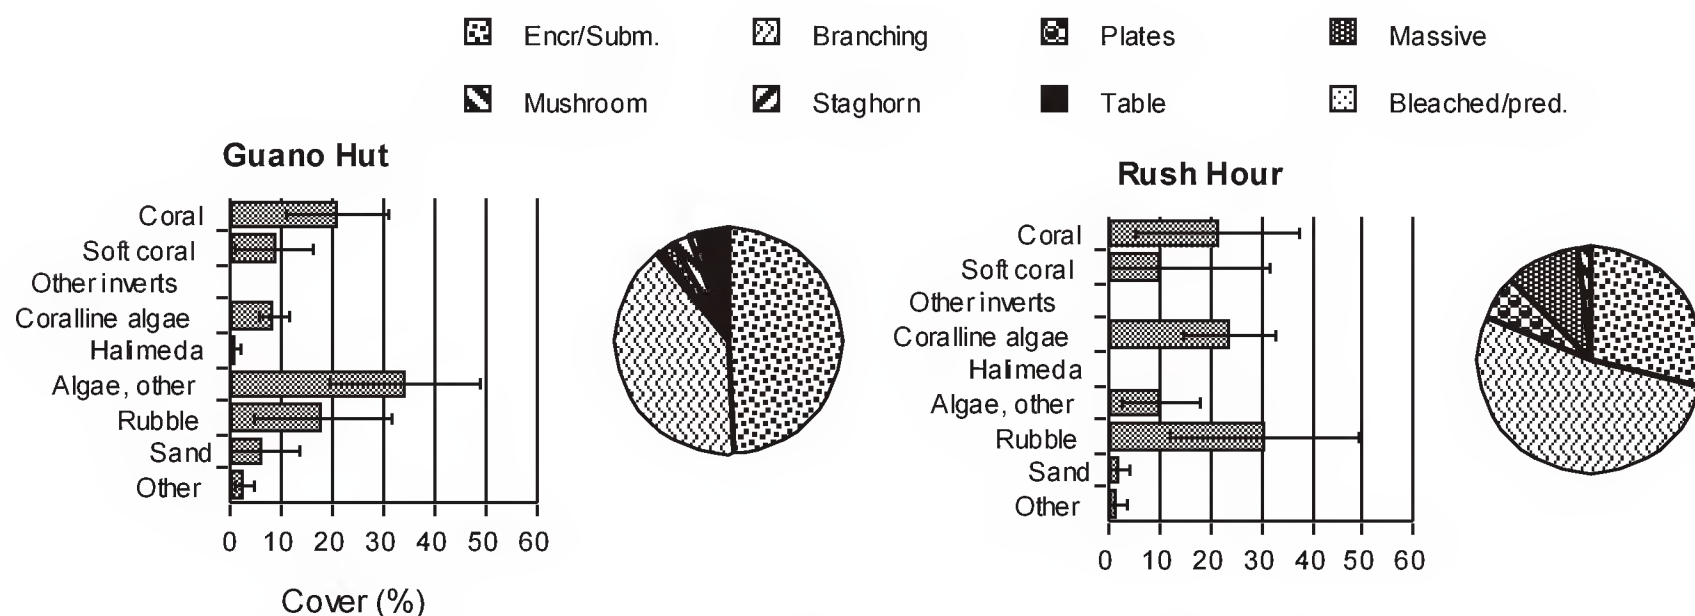 Encr/Subm. Branching Plates Massive
Mushroom Staghorn Table Bleached/pred.
Guano Hut
Coral
Soft coral
Other inverts
Coralline algae
Halimeda
Algae, other
Rubble
Sand
Other
0 10 20 30 40 50 60
Cover (%)
Rush Hour
Coral
Soft coral
Other inverts
Coralline algae
Halimeda
Algae, other
Rubble
Sand
Other
0 10 20 30 40 50 60